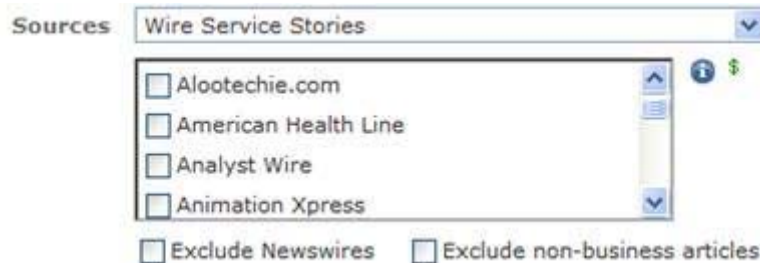 Sources Wire Service Stories
Alootechie.com
$
American Health Line
Analyst Wire
Animation Xpress
Exclude Newswires Exclude non-business articles